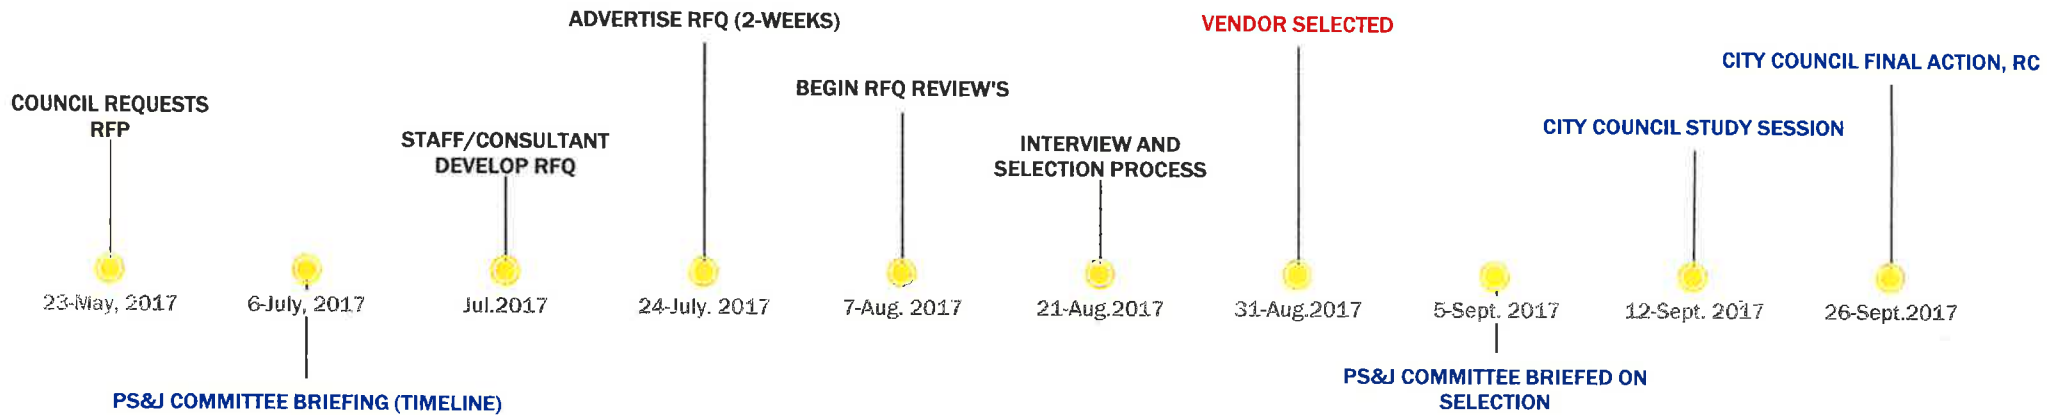 ADVERTISE RFQ (2-WEEKS)
VENDOR SELECTED
CITY COUNCIL FINAL ACTION, RC
BEGIN RFQ REVIEW'S
COUNCIL REQUESTS
RFP
CITY COUNCIL STUDY SESSION
STAFF/CONSULTANT
DEVELOP RFQ
INTERVIEW AND
SELECTION PROCESS
23-May, 2017
6-July, 2017
Jul.2017
24-July. 2017
7-Aug. 2017
21-Aug.2017
31-Aug.2017
5-Sept. 2017
12-Sept. 2017
26-Sept.2017
PS&J COMMITTEE BRIEFING (TIMELINE)
PS&J COMMITTEE BRIEFED ON
SELECTION